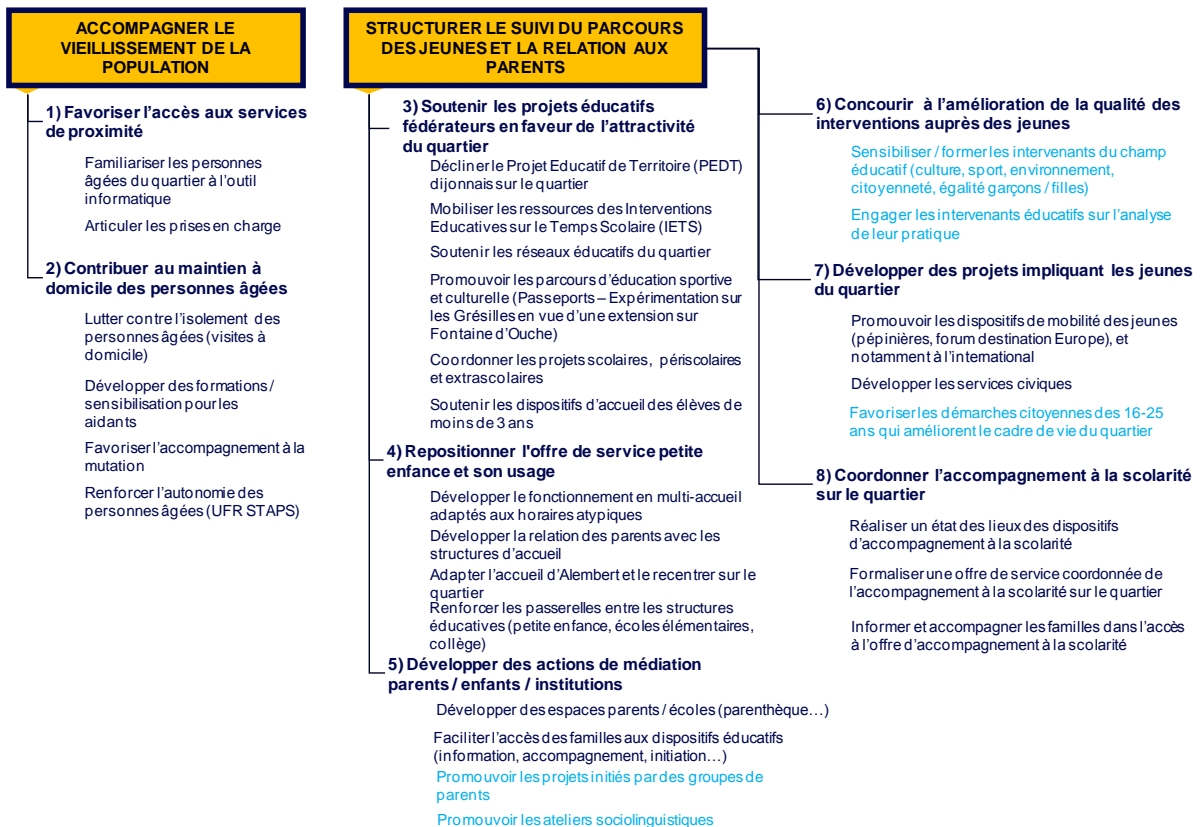 ACCOMPAGNER LE
VIEILLISSEMENT DE LA
POPULATION
1) Favoriser l'accès aux services
de proximité
Familiariser les personnes
âgées du quartier à l'outil
informatique
Articuler les prises en charge
2) Contribuer au maintien à
domicile des personnes âgées
Lutter contre l'isolement des
personnes âgées (visites à
domicile)
Développer des formations /
sensibilisation pour les
aidants
Favoriser l'accompagnement à la
mutation
Renforcer l'autonomie des
personnes âgées (UFR STAPS)
STRUCTURER LE SUIVI DU PARCOURS
DES JEUNES ET LA RELATION AUX
PARENTS
3) Soutenir les projets éducatifs
fédérateurs en faveur de l'attractivité
du quartier
Décliner le Projet Educatif de Territoire (PEDT)
dijonnais sur le quartier
Mobiliser les ressources des Interventions
Educatives sur le Temps Scolaire (IETS)
Soutenir les réseaux éducatifs du quartier
Promouvoir les parcours d'éducation sportive
et culturelle (Passeports – Expérimentation sur
les Grésilles en vue d'une extension sur
Fontaine d'Ouche)
Coordonner les projets scolaires, périscolaires
et extrascolaires
Soutenir les dispositifs d'accueil des élèves de
moins de 3 ans
4) Repositionner l'offre de service petite
enfance et son usage
Développer le fonctionnement en multi-accueil
adaptés aux horaires atypiques
Développer la relation des parents avec les
structures d'accueil
Adapter l'accueil d'Alembert et le recentrer sur le
quartier
Renforcer les passerelles entre les structures
éducatives (petite enfance, écoles élémentaires,
collège)
5) Développer des actions de médiation
parents / enfants / institutions
Développer des espaces parents / écoles (parenthèque…)
Faciliter l'accès des familles aux dispositifs éducatifs
(information, accompagnement, initiation…)
Promouvoir les projets initiés par des groupes de
parents
Promouvoir les ateliers sociolinguistiques
6) Concourir à l'amélioration de la qualité des
interventions auprès des jeunes
Sensibiliser / former les intervenants du champ
éducatif (culture, sport, environnement,
citoyenneté, égalité garçons / filles)
Engager les intervenants éducatifs sur l'analyse
de leur pratique
7) Développer des projets impliquant les jeunes
du quartier
Promouvoir les dispositifs de mobilité des jeunes
(pépinières, forum destination Europe), et
notamment à l'international
Développer les services civiques
Favoriser les démarches citoyennes des 16-25
ans qui améliorent le cadre de vie du quartier
8) Coordonner l'accompagnement à la scolarité
sur le quartier
Réaliser un état des lieux des dispositifs
d'accompagnement à la scolarité
Formaliser une offre de service coordonnée de
l'accompagnement à la scolarité sur le quartier
Informer et accompagner les familles dans l'accès
à l'offre d'accompagnement à la scolarité